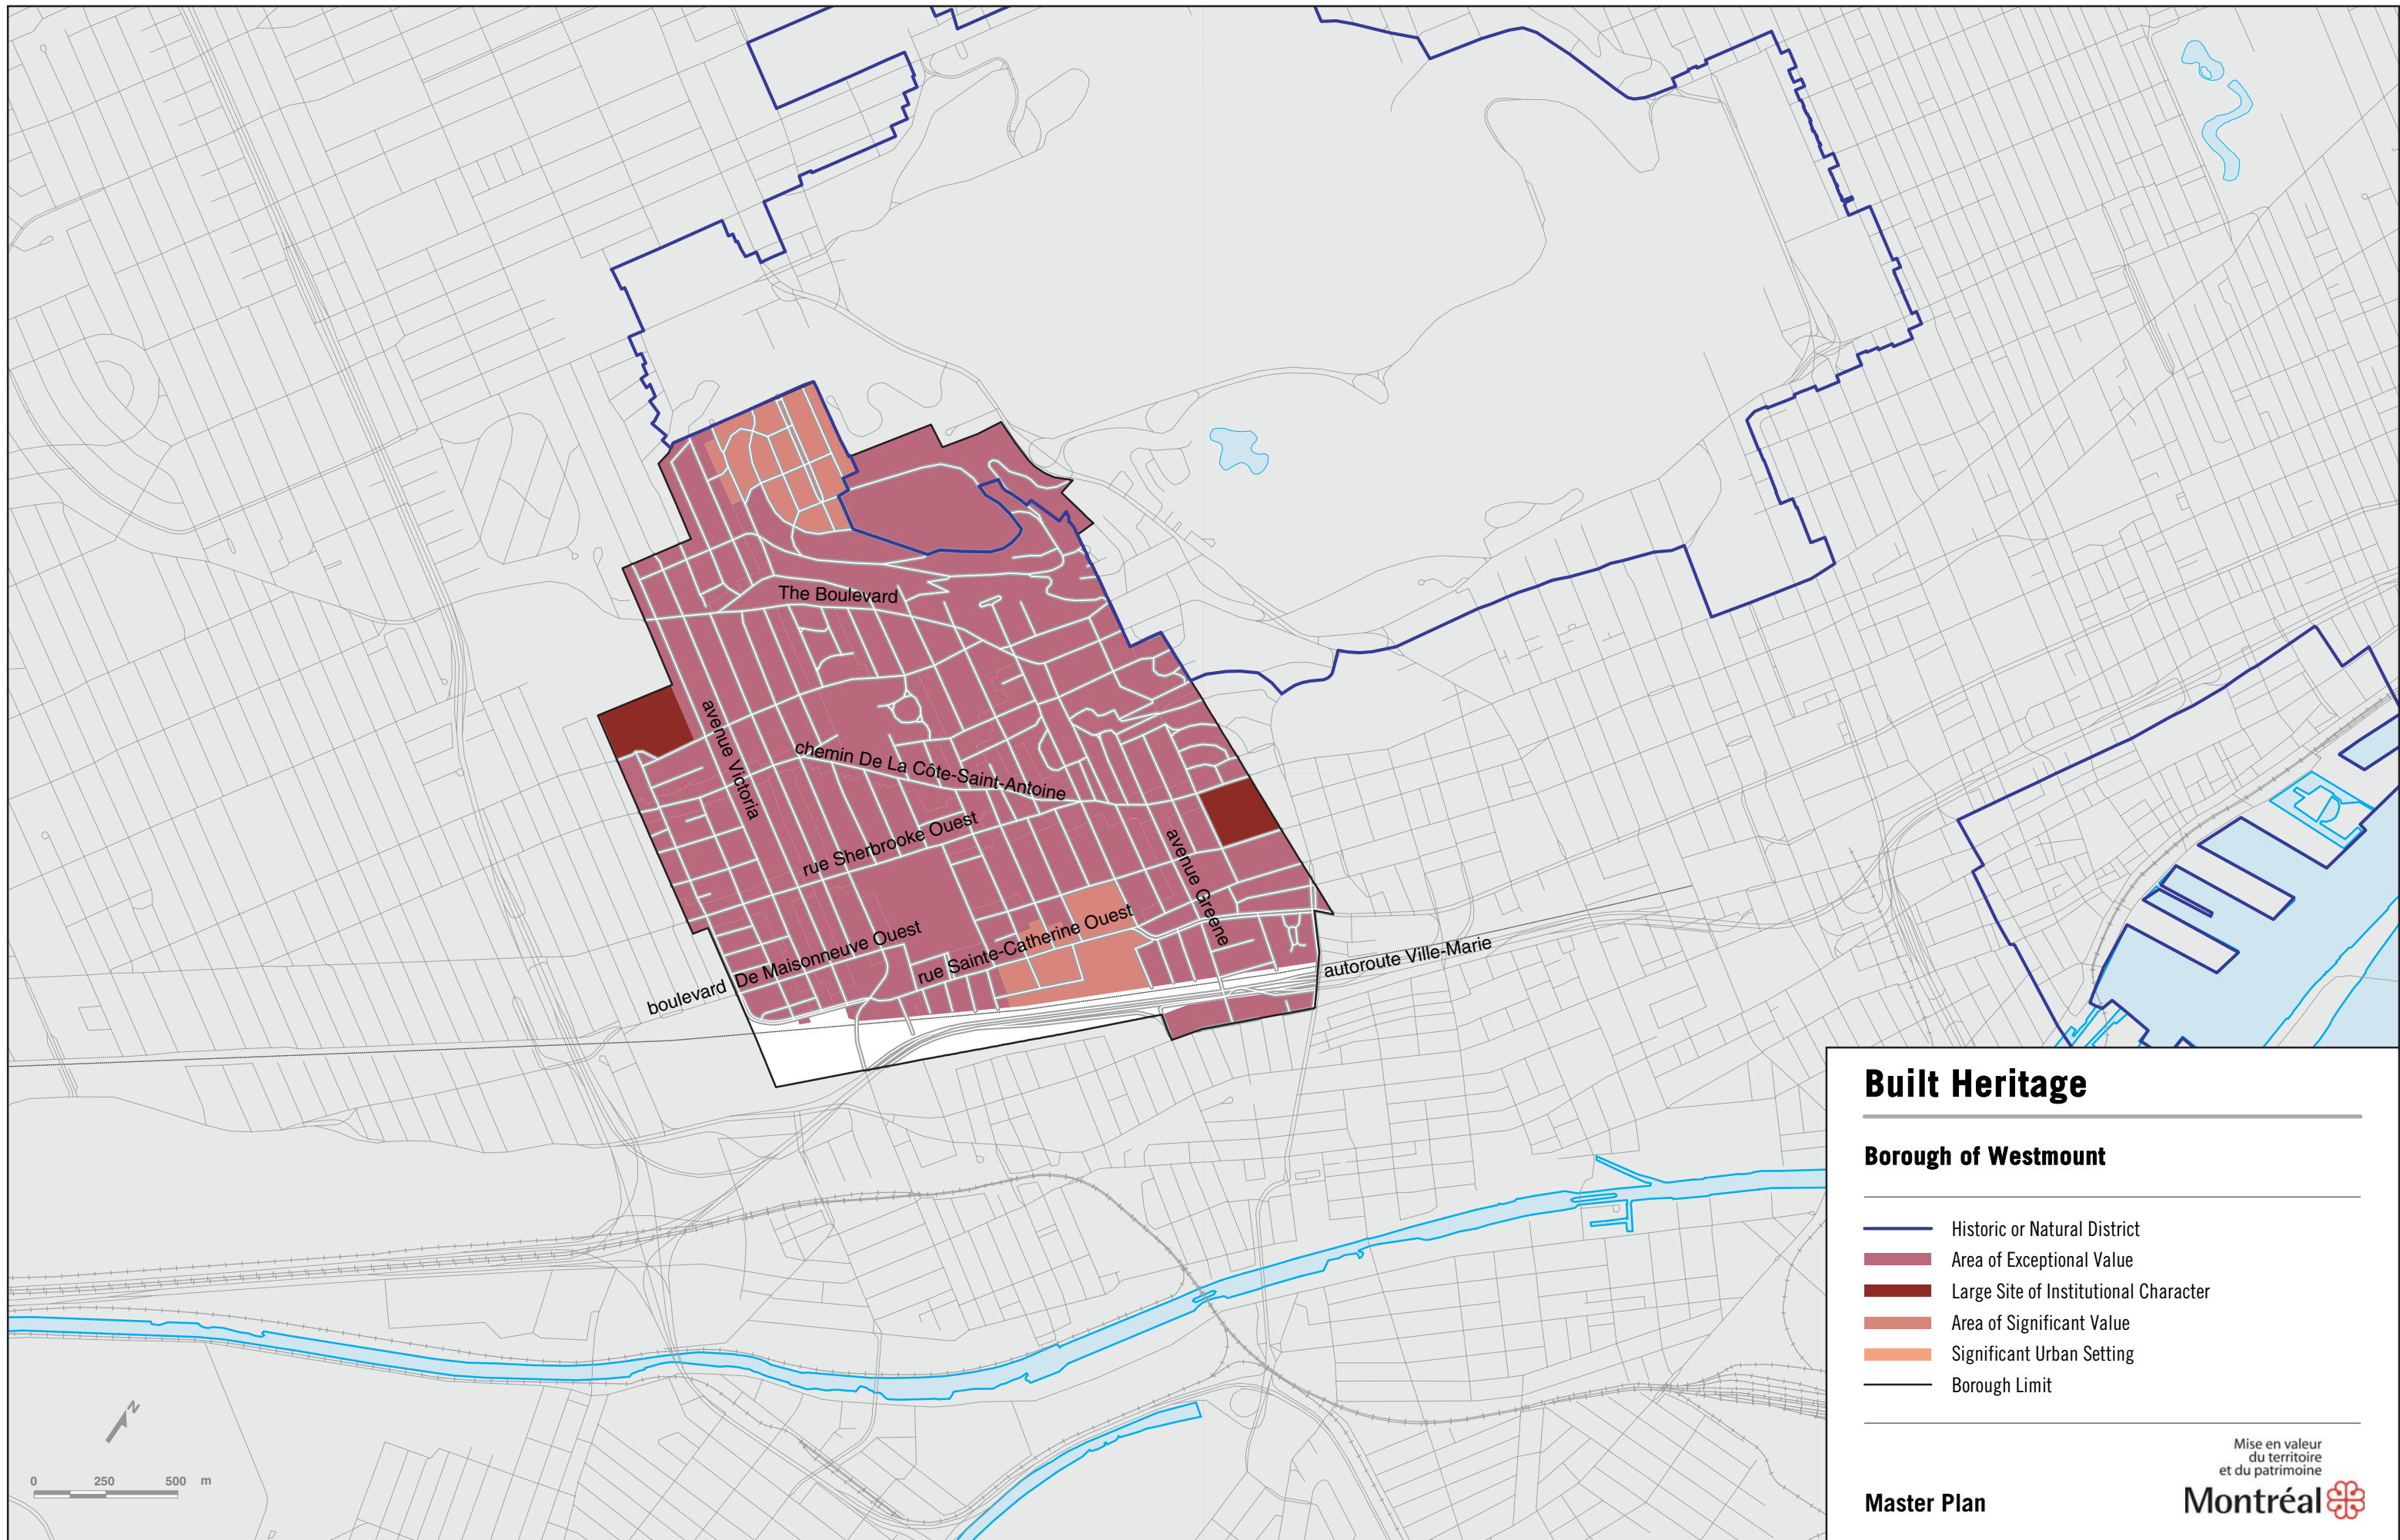 The Boulevard
avenue Victoria
chemin De La Côte-Saint-Antoine
rue Sherbrooke Ouest
avenue Greene
boulevard De Maisonneuve Ouest
rue Sainte-Catherine Ouest
autoroute Ville-Marie
N
0 250 500 m
Built Heritage
Borough of Westmount
Historic or Natural District
Area of Exceptional Value
Large Site of Institutional Character
Area of Significant Value
Significant Urban Setting
Borough Limit
Mise en valeur
du territoire
et du patrimoine
Master Plan
Montréal